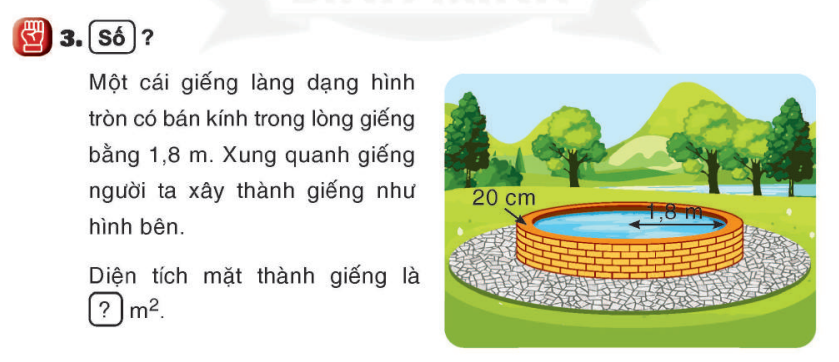 3. Số ?
Một cái giếng làng dạng hình
tròn có bán kính trong lòng giếng
bằng 1,8 m. Xung quanh giếng
người ta xây thành giếng như
hình bên.
Diện tích mặt thành giếng là
? m².
20 cm
1,8 m